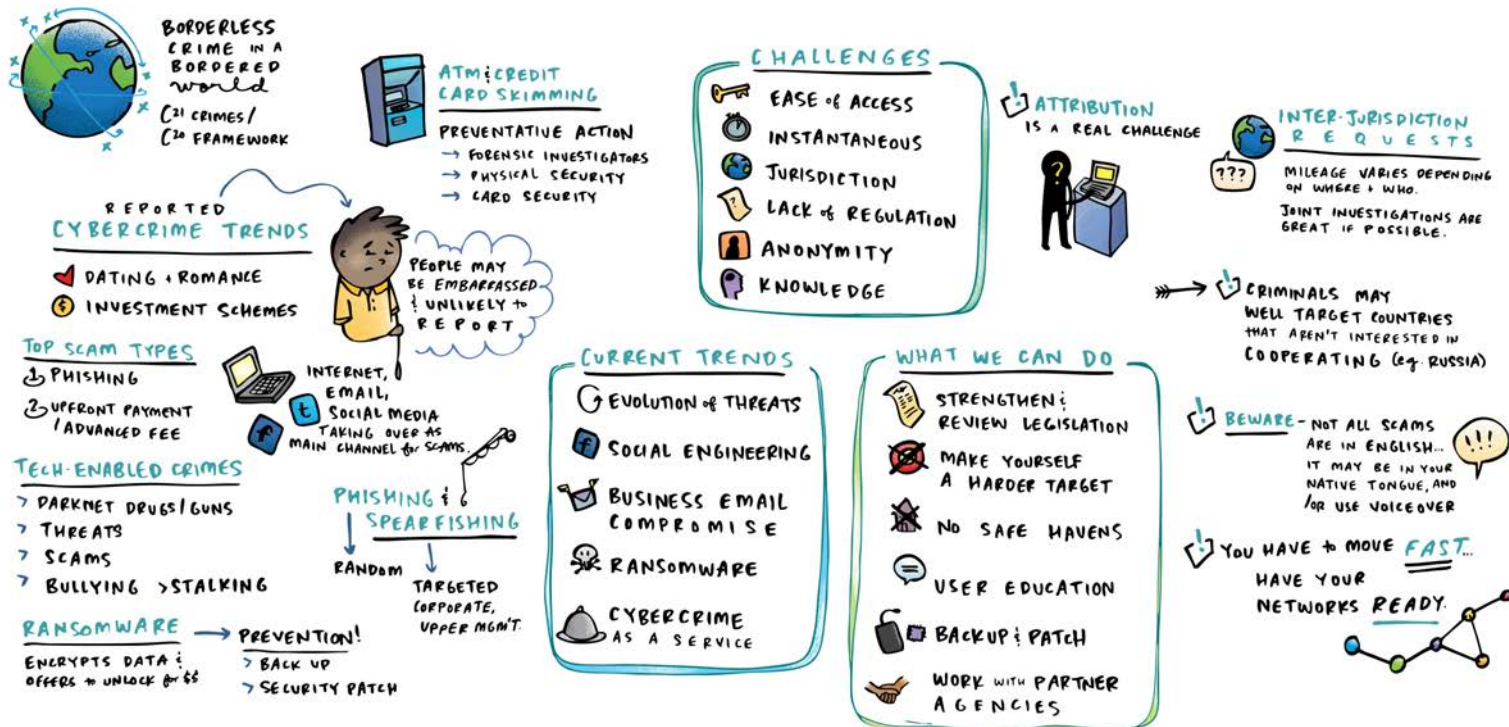 BORDERLESS
CRIME IN A
BORDERED
world
C21 CRIMES/
C20 FRAMEWORK
ATM & CREDIT
CARD SKIMMING
PREVENTATIVE ACTION
→ FORENSIC INVESTIGATORS
→ PHYSICAL SECURITY
→ CARD SECURITY
REPORTED
CYBERCRIME TRENDS
DATING + ROMANCE
$ INVESTMENT SCHEMES
PEOPLE MAY
BE EMBARRASSED
& UNLIKELY TO
REPORT
TOP SCAM TYPES
1 PHISHING
2 UPFRONT PAYMENT
/ADVANCED FEE
INTERNET,
EMAIL,
t SOCIAL MEDIA
f TAKING OVER AS
MAIN CHANNEL for SCAMS.
TECH-ENABLED CRIMES
> DARKNET DRUGS/GUNS
> THREATS
> SCAMS
> BULLYING > STALKING
PHISHING &
SPEARFISHING
RANDOM
TARGETED
CORPORATE,
UPPER MGM'T.
RANSOMWARE → PREVENTION!
ENCRYPTS DATA &
OFFERS to UNLOCK for $$
> BACK UP
> SECURITY PATCH
CHALLENGES
EASE of ACCESS
INSTANTANEOUS
JURISDICTION
? LACK of REGULATION
ANONYMITY
KNOWLEDGE
CURRENT TRENDS
EVOLUTION of THREATS
f SOCIAL ENGINEERING
BUSINESS EMAIL
COMPROMISE
RANSOMWARE
CYBERCRIME
AS A SERVICE
WHAT WE CAN DO
STRENGTHEN &
REVIEW LEGISLATION
MAKE YOURSELF
A HARDER TARGET
NO SAFE HAVENS
USER EDUCATION
BACKUP & PATCH
WORK WITH PARTNER
AGENCIES
! ATTRIBUTION
IS A REAL CHALLENGE
?
INTER-JURISDICTION
REQUESTS
???
MILEAGE VARIES DEPENDING
ON WHERE + WHO.
JOINT INVESTIGATIONS ARE
GREAT IF POSSIBLE.
! CRIMINALS MAY
WELL TARGET COUNTRIES
THAT AREN'T INTERESTED IN
COOPERATING (e.g. RUSSIA)
! BEWARE - NOT ALL SCAMS
ARE IN ENGLISH...
IT MAY BE IN YOUR
NATIVE TONGUE, AND
/OR USE VOICEOVER
!!!
! YOU HAVE to MOVE FAST...
HAVE YOUR
NETWORKS READY.